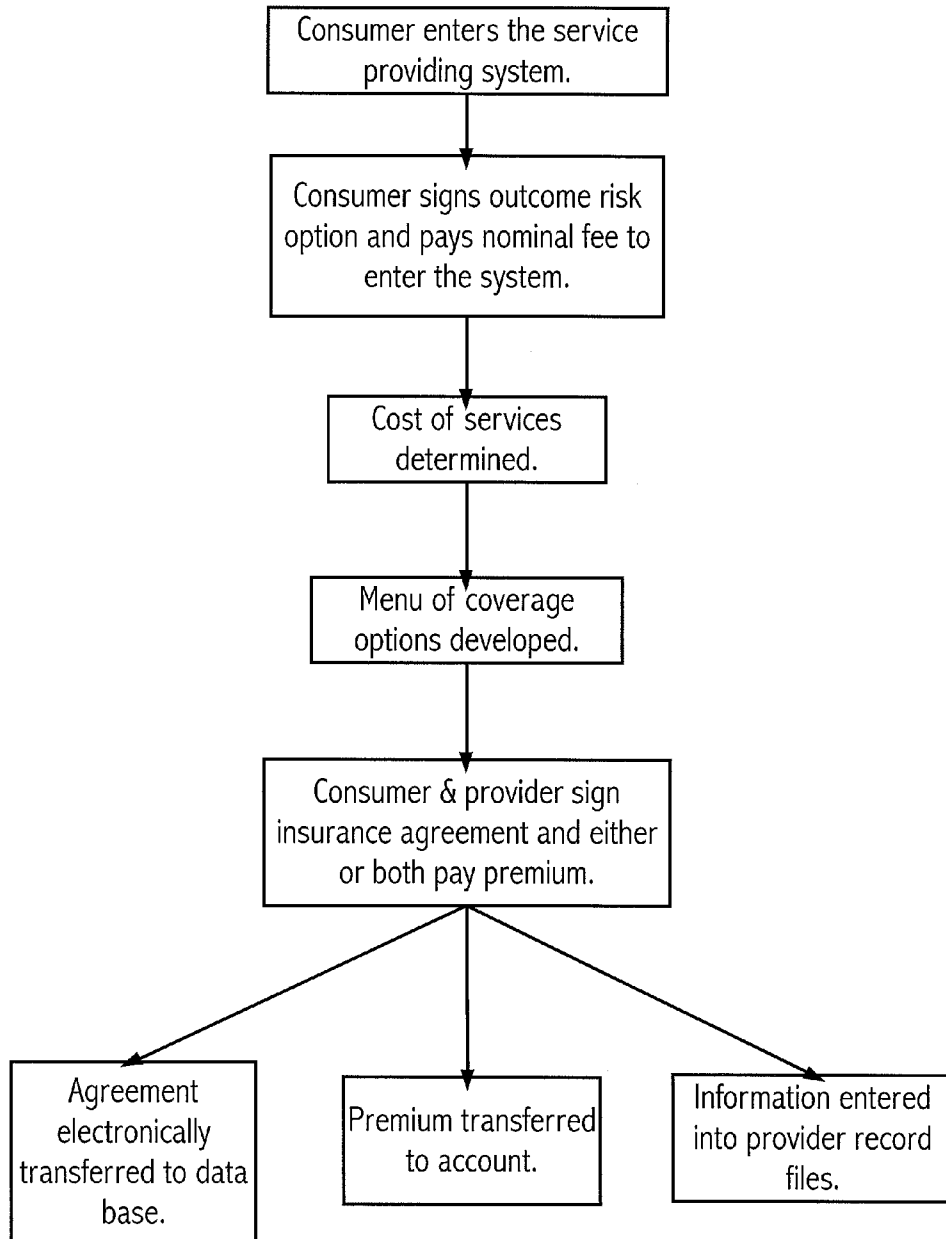 Consumer enters the service
providing system.
Consumer signs outcome risk
option and pays nominal fee to
enter the system.
Cost of services
determined.
Menu of coverage
options developed.
Consumer & provider sign
insurance agreement and either
or both pay premium.
Agreement
electronically
transferred to data
base.
Premium transferred
to account.
Information entered
into provider record
files.